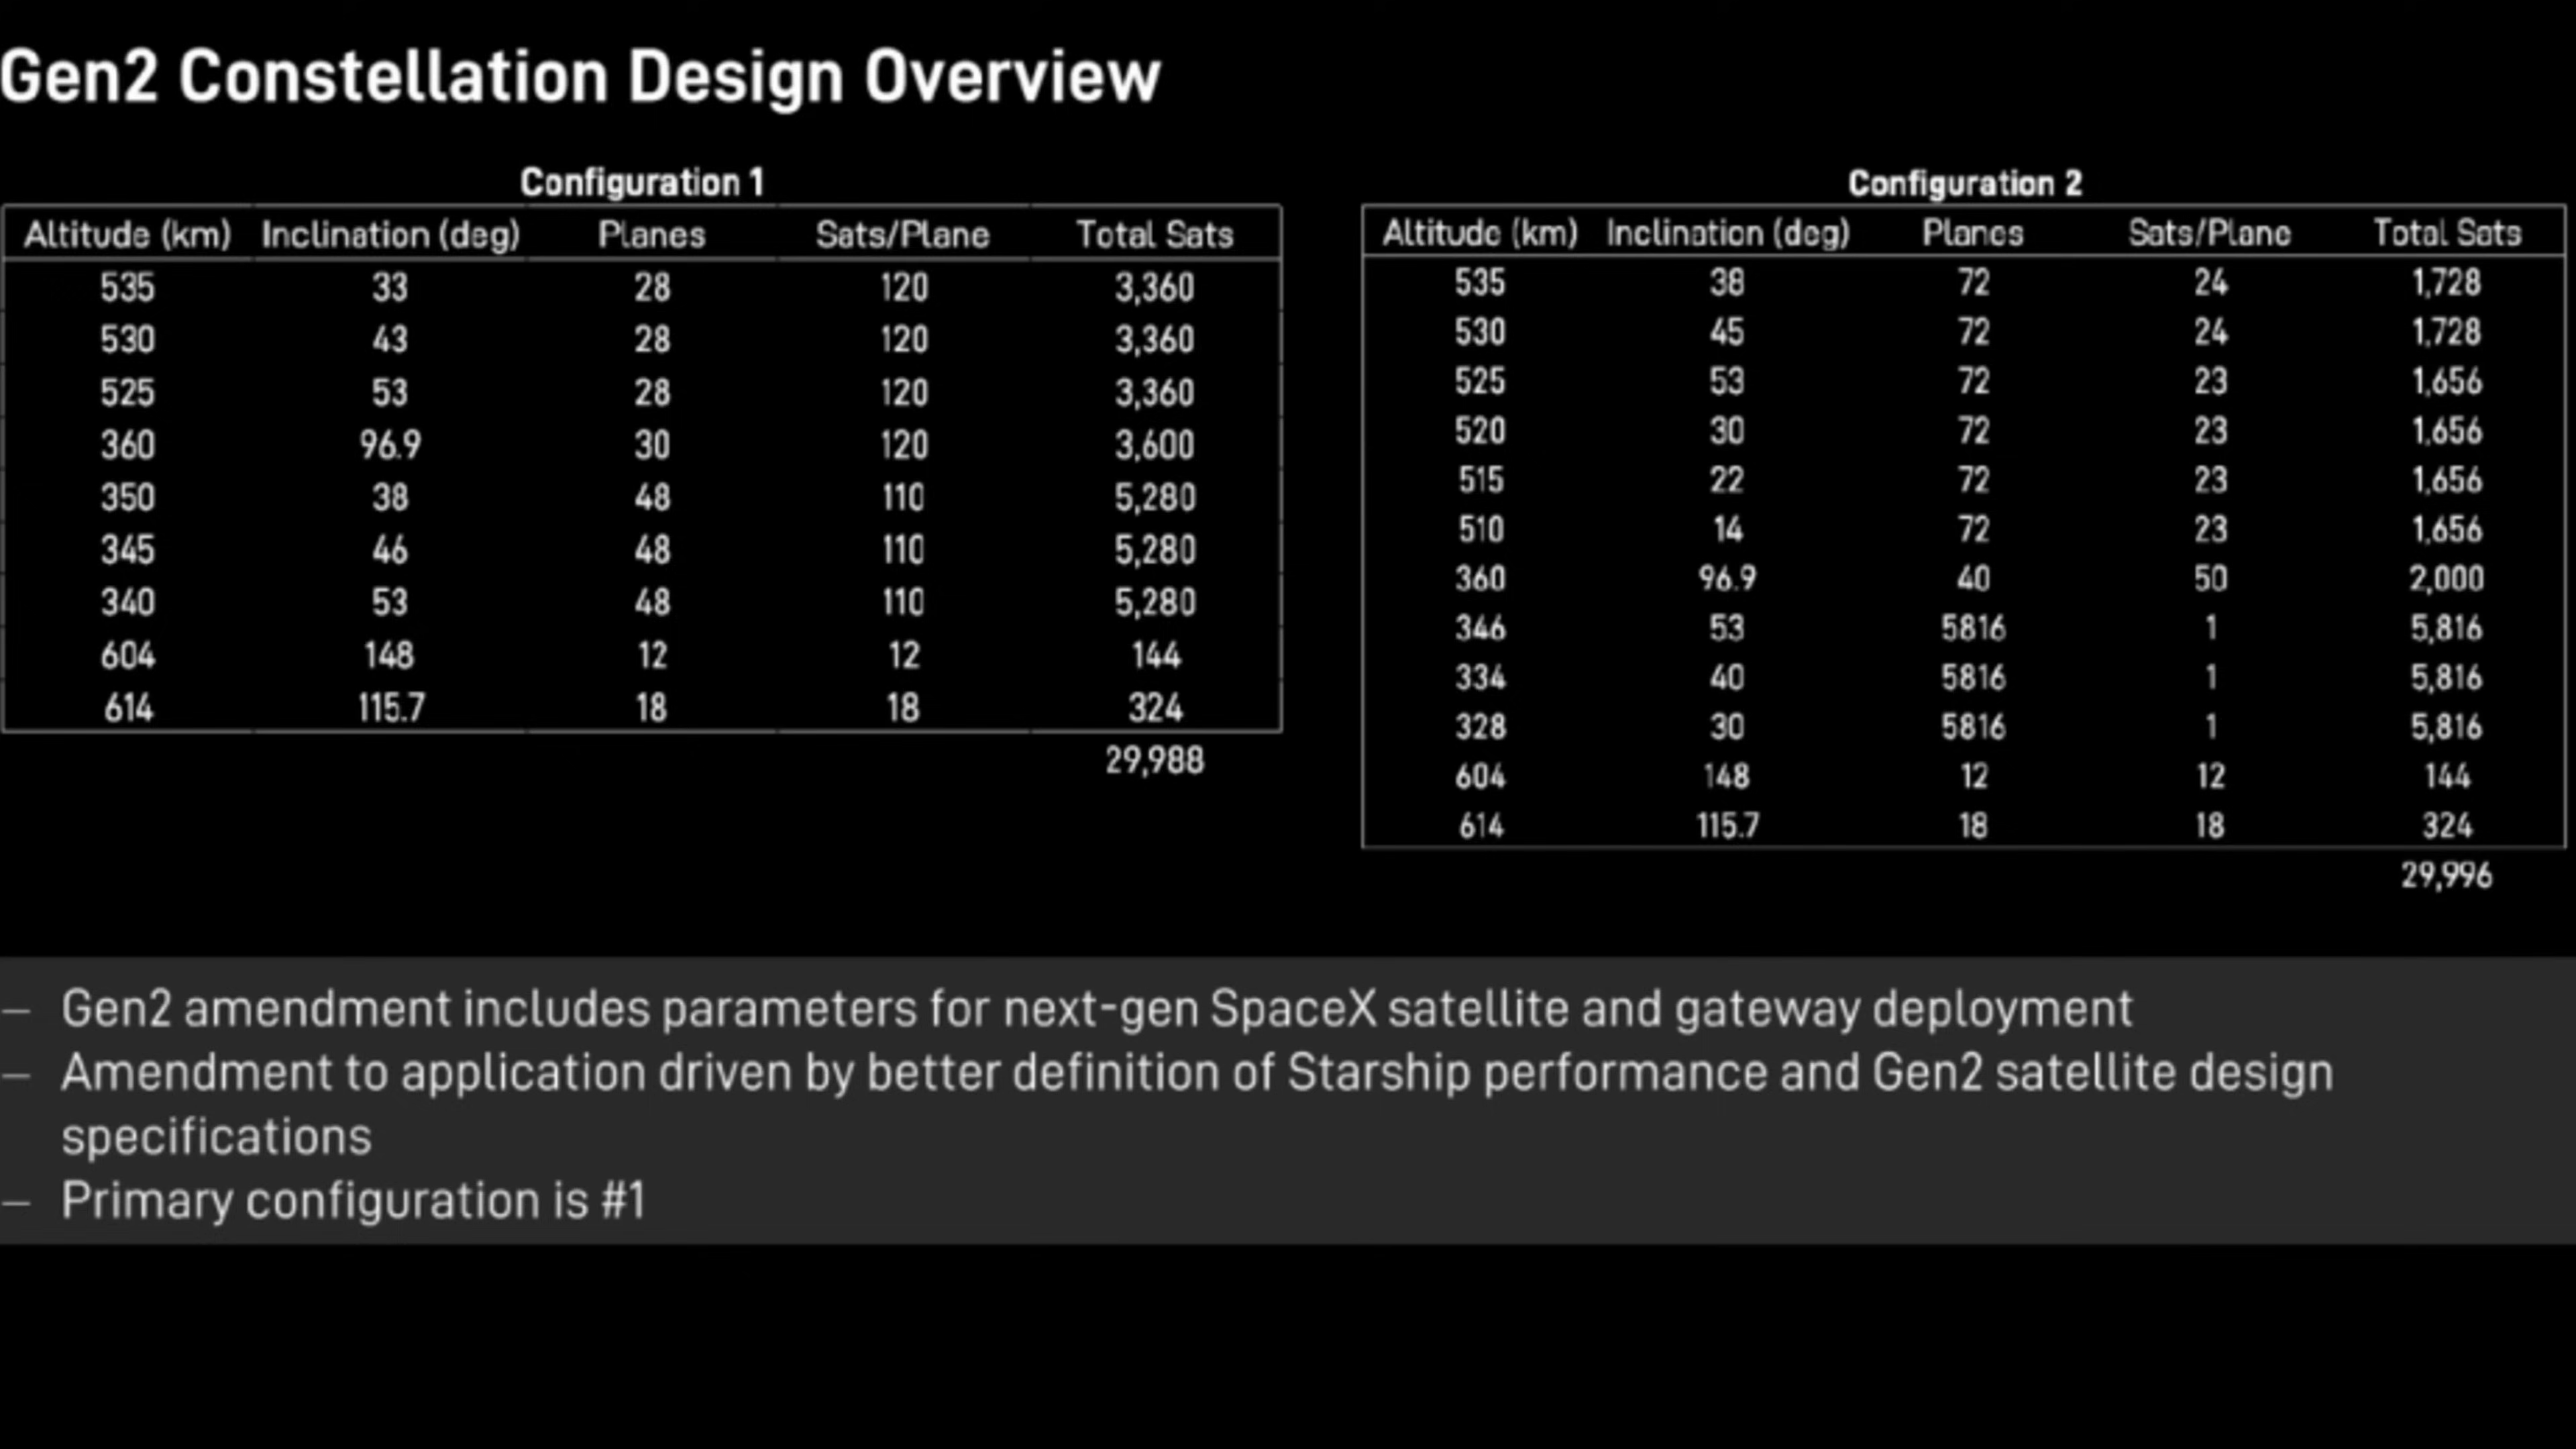 Gen2 Constellation Design Overview
Configuration 1
Altitude (km) Inclination (deg) Planes Sats/Plane Total Sats
535 33 28 120 3,360
530 43 28 120 3,360
525 53 28 120 3,360
360 96.9 30 120 3,600
350 38 48 110 5,280
345 46 48 110 5,280
340 53 48 110 5,280
604 148 12 12 144
614 115.7 18 18 324
29,988
Configuration 2
Altitude (km) Inclination (deg) Planes Sats/Plane Total Sats
535 38 72 24 1,728
530 45 72 24 1,728
525 53 72 23 1,656
520 30 72 23 1,656
515 22 72 23 1,656
510 14 72 23 1,656
360 96.9 40 50 2,000
346 53 5816 1 5,816
334 40 5816 1 5,816
328 30 5816 1 5,816
604 148 12 12 144
614 115.7 18 18 324
29,996
– Gen2 amendment includes parameters for next-gen SpaceX satellite and gateway deployment
– Amendment to application driven by better definition of Starship performance and Gen2 satellite design
specifications
– Primary configuration is #1